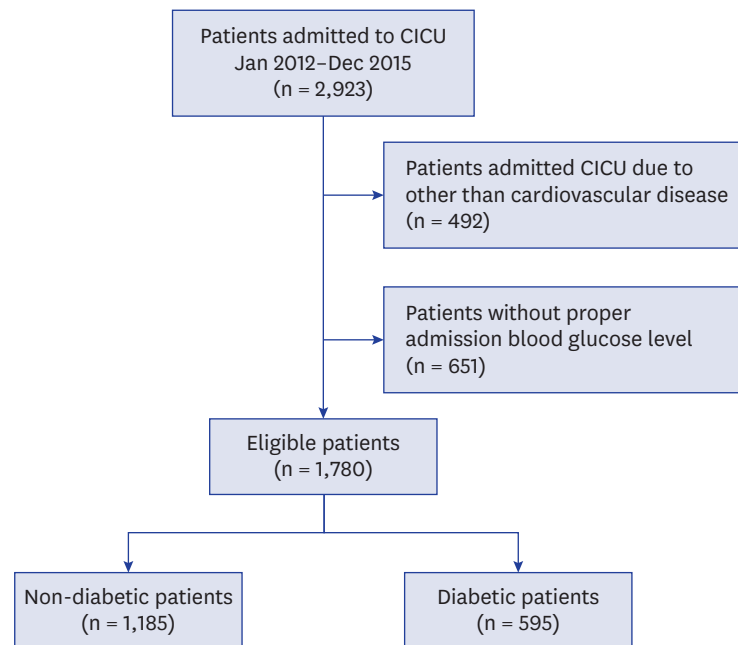 Patients admitted to CICU
Jan 2012–Dec 2015
(n = 2,923)
Patients admitted CICU due to
other than cardiovascular disease
(n = 492)
Patients without proper
admission blood glucose level
(n = 651)
Eligible patients
(n = 1,780)
Non-diabetic patients
(n = 1,185)
Diabetic patients
(n = 595)